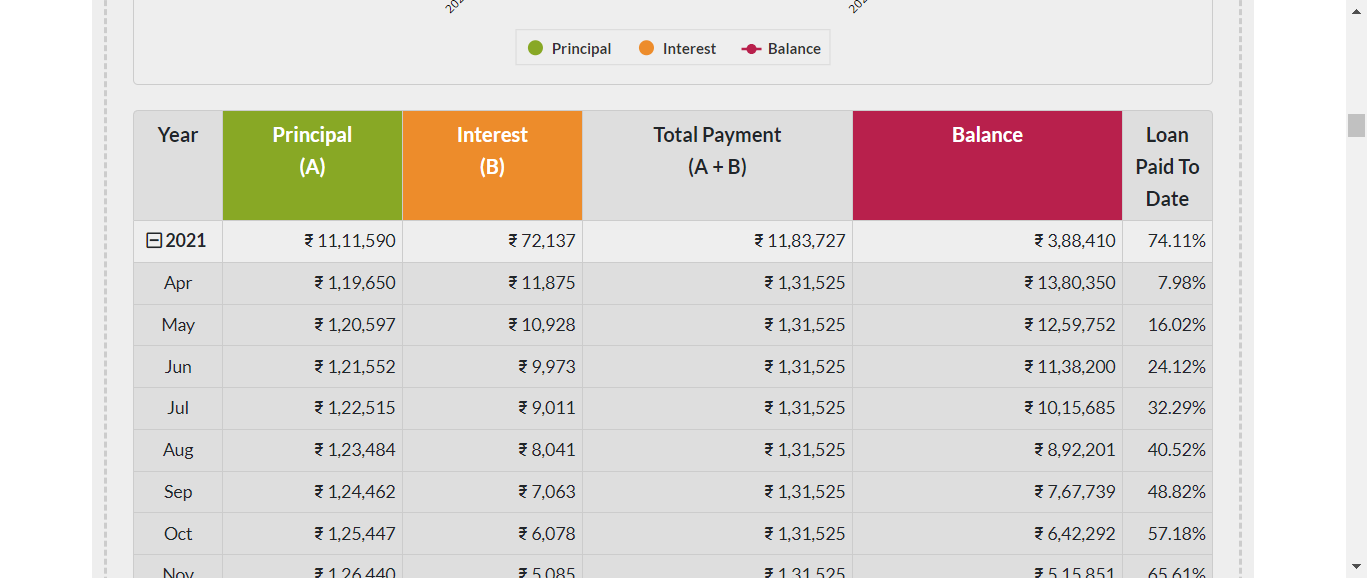 Principal Interest Balance
Year Principal (A) Interest (B) Total Payment (A + B) Balance Loan Paid To Date
2021 ₹ 11,11,590 ₹ 72,137 ₹ 11,83,727 ₹ 3,88,410 74.11%
Apr ₹ 1,19,650 ₹ 11,875 ₹ 1,31,525 ₹ 13,80,350 7.98%
May ₹ 1,20,597 ₹ 10,928 ₹ 1,31,525 ₹ 12,59,752 16.02%
Jun ₹ 1,21,552 ₹ 9,973 ₹ 1,31,525 ₹ 11,38,200 24.12%
Jul ₹ 1,22,515 ₹ 9,011 ₹ 1,31,525 ₹ 10,15,685 32.29%
Aug ₹ 1,23,484 ₹ 8,041 ₹ 1,31,525 ₹ 8,92,201 40.52%
Sep ₹ 1,24,462 ₹ 7,063 ₹ 1,31,525 ₹ 7,67,739 48.82%
Oct ₹ 1,25,447 ₹ 6,078 ₹ 1,31,525 ₹ 6,42,292 57.18%
Nov ₹ 1,26,440 ₹ 5,085 ₹ 1,31,525 ₹ 5,15,851 65.61%